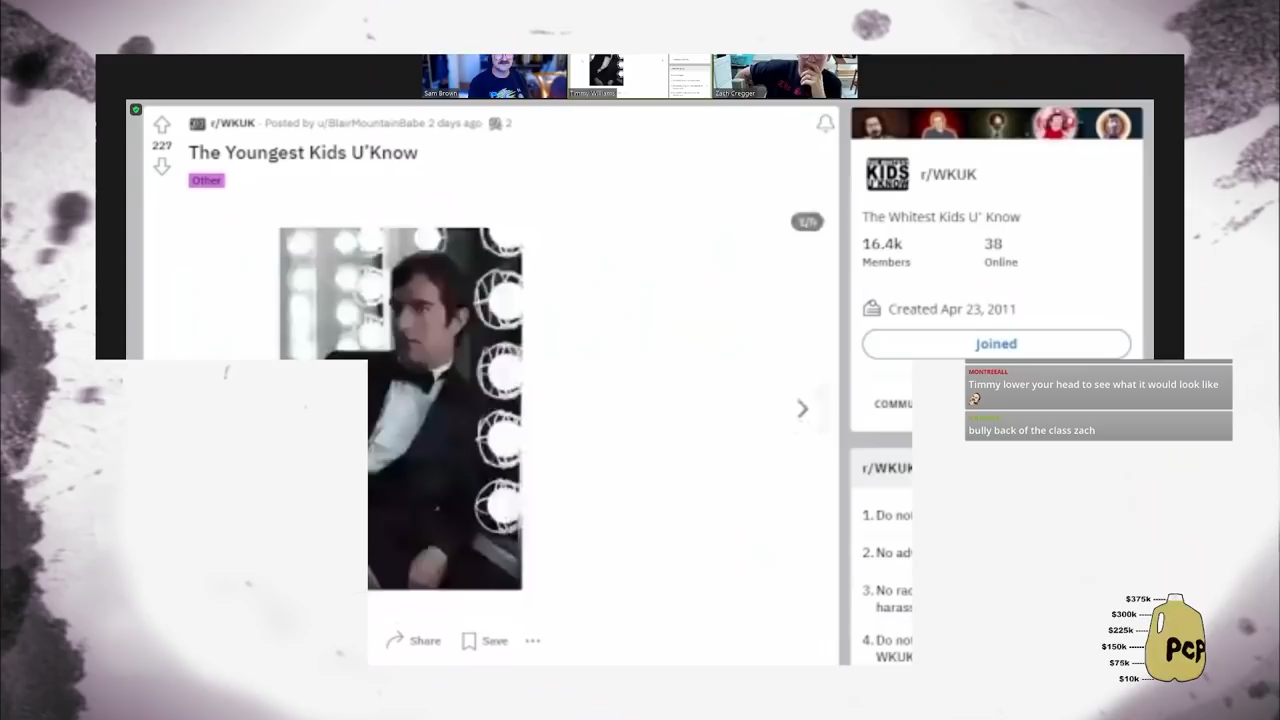 Sam Brown
Timmy Williams
Zach Cregger
r/WKUK · Posted by u/BlairMountainBabe 2 days ago 2
227
The Youngest Kids U'Know
Other
KIDS
U'KNOW
r/WKUK
The Whitest Kids U' Know
16.4k
38
Members
Online
Created Apr 23, 2011
Joined
MONTREEALL
Timmy lower your head to see what it would look like
COMMU
bully back of the class zach
r/WKUK
1. Do not
2. No ad
3. No rac
harass
4. Do not
WKUK
Share
Save
$375k
$300k
$225k
$150k
$75k
$10k
PCP